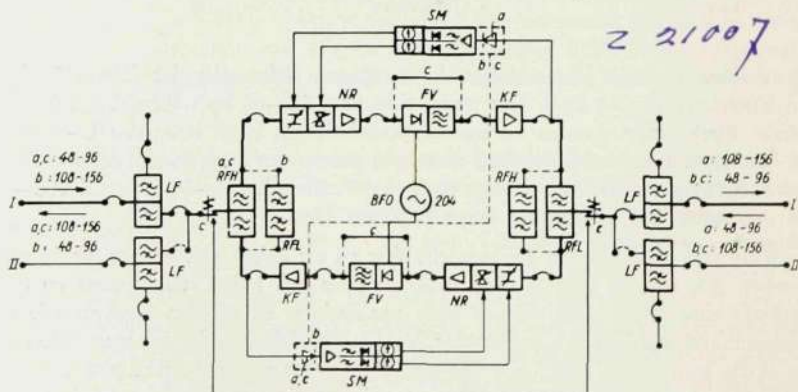 SM
a
b
c
z 21007
c
NR
FV
KF
a,c: 48-96
b: 108-156
LF
a,c
RFH
b
BFO
204
RFH
LF
a: 108-156
b,c: 48-96
I
c
c
I
a,c: 108-156
b: 48-96
RFL
c
RFL
a: 48-96
b,c: 108-156
II
LF
KF
FV
NR
LF
II
b
a,c
SM